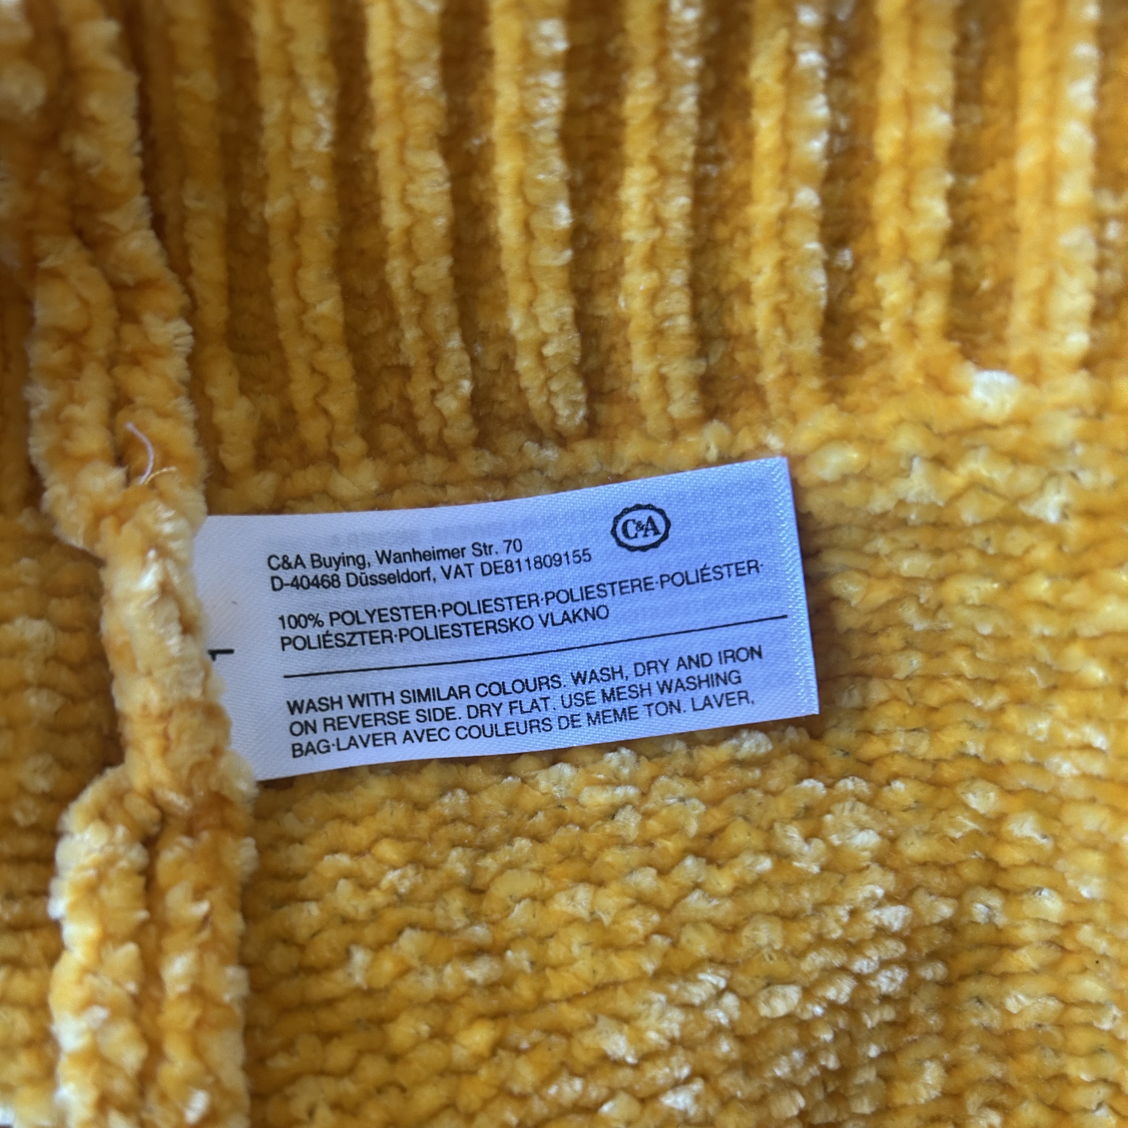 C&A
C&A Buying, Wanheimer Str. 70
D-40468 Düsseldorf, VAT DE811809155
100% POLYESTER·POLIESTER·POLIESTERE·POLIÉSTER·
POLIÉSZTER·POLIESTERSKO VLAKNO
WASH WITH SIMILAR COLOURS. WASH, DRY AND IRON
ON REVERSE SIDE. DRY FLAT. USE MESH WASHING
BAG·LAVER AVEC COULEURS DE MEME TON. LAVER,